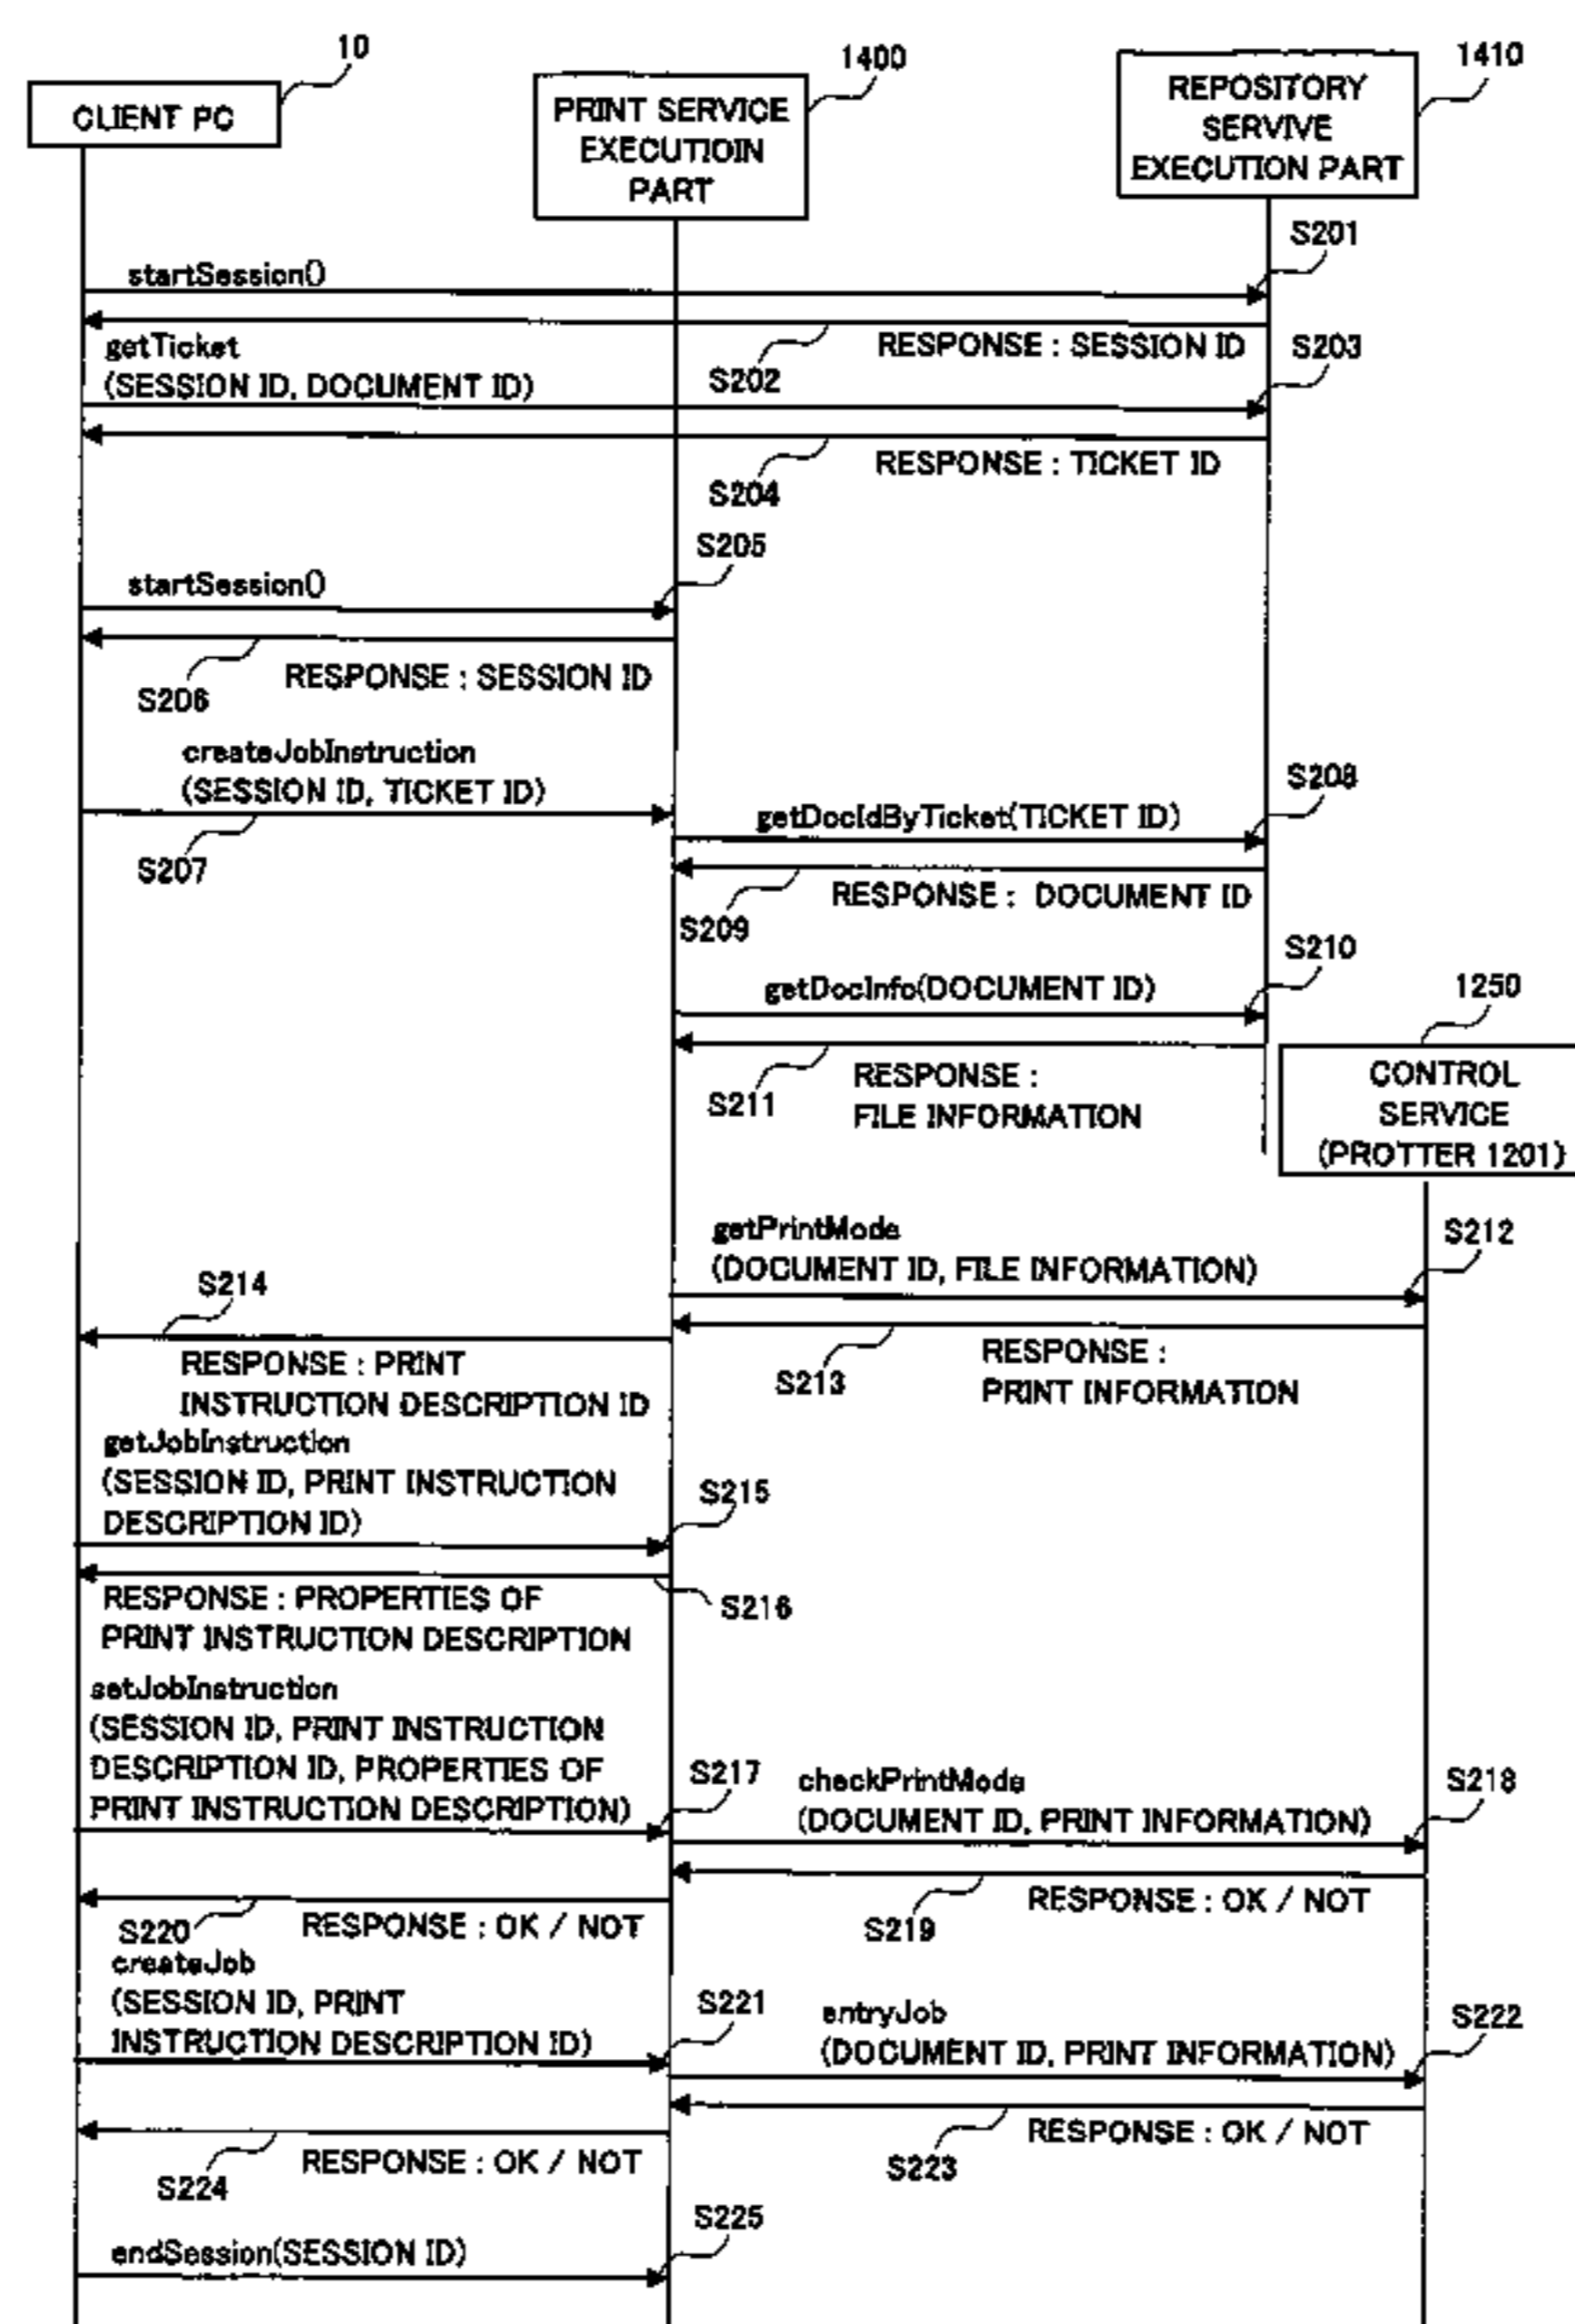 10
CLIENT PC
1400
PRINT SERVICE
EXECUTIOIN
PART
1410
REPOSITORY
SERVIVE
EXECUTION PART
S201
startSession()
RESPONSE : SESSION ID
S202
getTicket
(SESSION ID, DOCUMENT ID)
S203
RESPONSE : TICKET ID
S204
S205
startSession()
RESPONSE : SESSION ID
S206
createJobInstruction
(SESSION ID, TICKET ID)
S207
S208
getDocIdByTicket(TICKET ID)
RESPONSE : DOCUMENT ID
S209
S210
getDocInfo(DOCUMENT ID)
1250
CONTROL
SERVICE
(PROTTER 1201)
RESPONSE :
FILE INFORMATION
S211
getPrintMode
(DOCUMENT ID, FILE INFORMATION)
S212
S214
RESPONSE : PRINT
INSTRUCTION DESCRIPTION ID
RESPONSE :
PRINT INFORMATION
S213
getJobInstruction
(SESSION ID, PRINT INSTRUCTION
DESCRIPTION ID)
S215
RESPONSE : PROPERTIES OF
PRINT INSTRUCTION DESCRIPTION
S216
setJobInstruction
(SESSION ID, PRINT INSTRUCTION
DESCRIPTION ID, PROPERTIES OF
PRINT INSTRUCTION DESCRIPTION)
S217
checkPrintMode
(DOCUMENT ID, PRINT INFORMATION)
S218
RESPONSE : OK / NOT
S219
S220
RESPONSE : OK / NOT
createJob
(SESSION ID, PRINT
INSTRUCTION DESCRIPTION ID)
S221
entryJob
(DOCUMENT ID, PRINT INFORMATION)
S222
RESPONSE : OK / NOT
S223
RESPONSE : OK / NOT
S224
S225
endSession(SESSION ID)